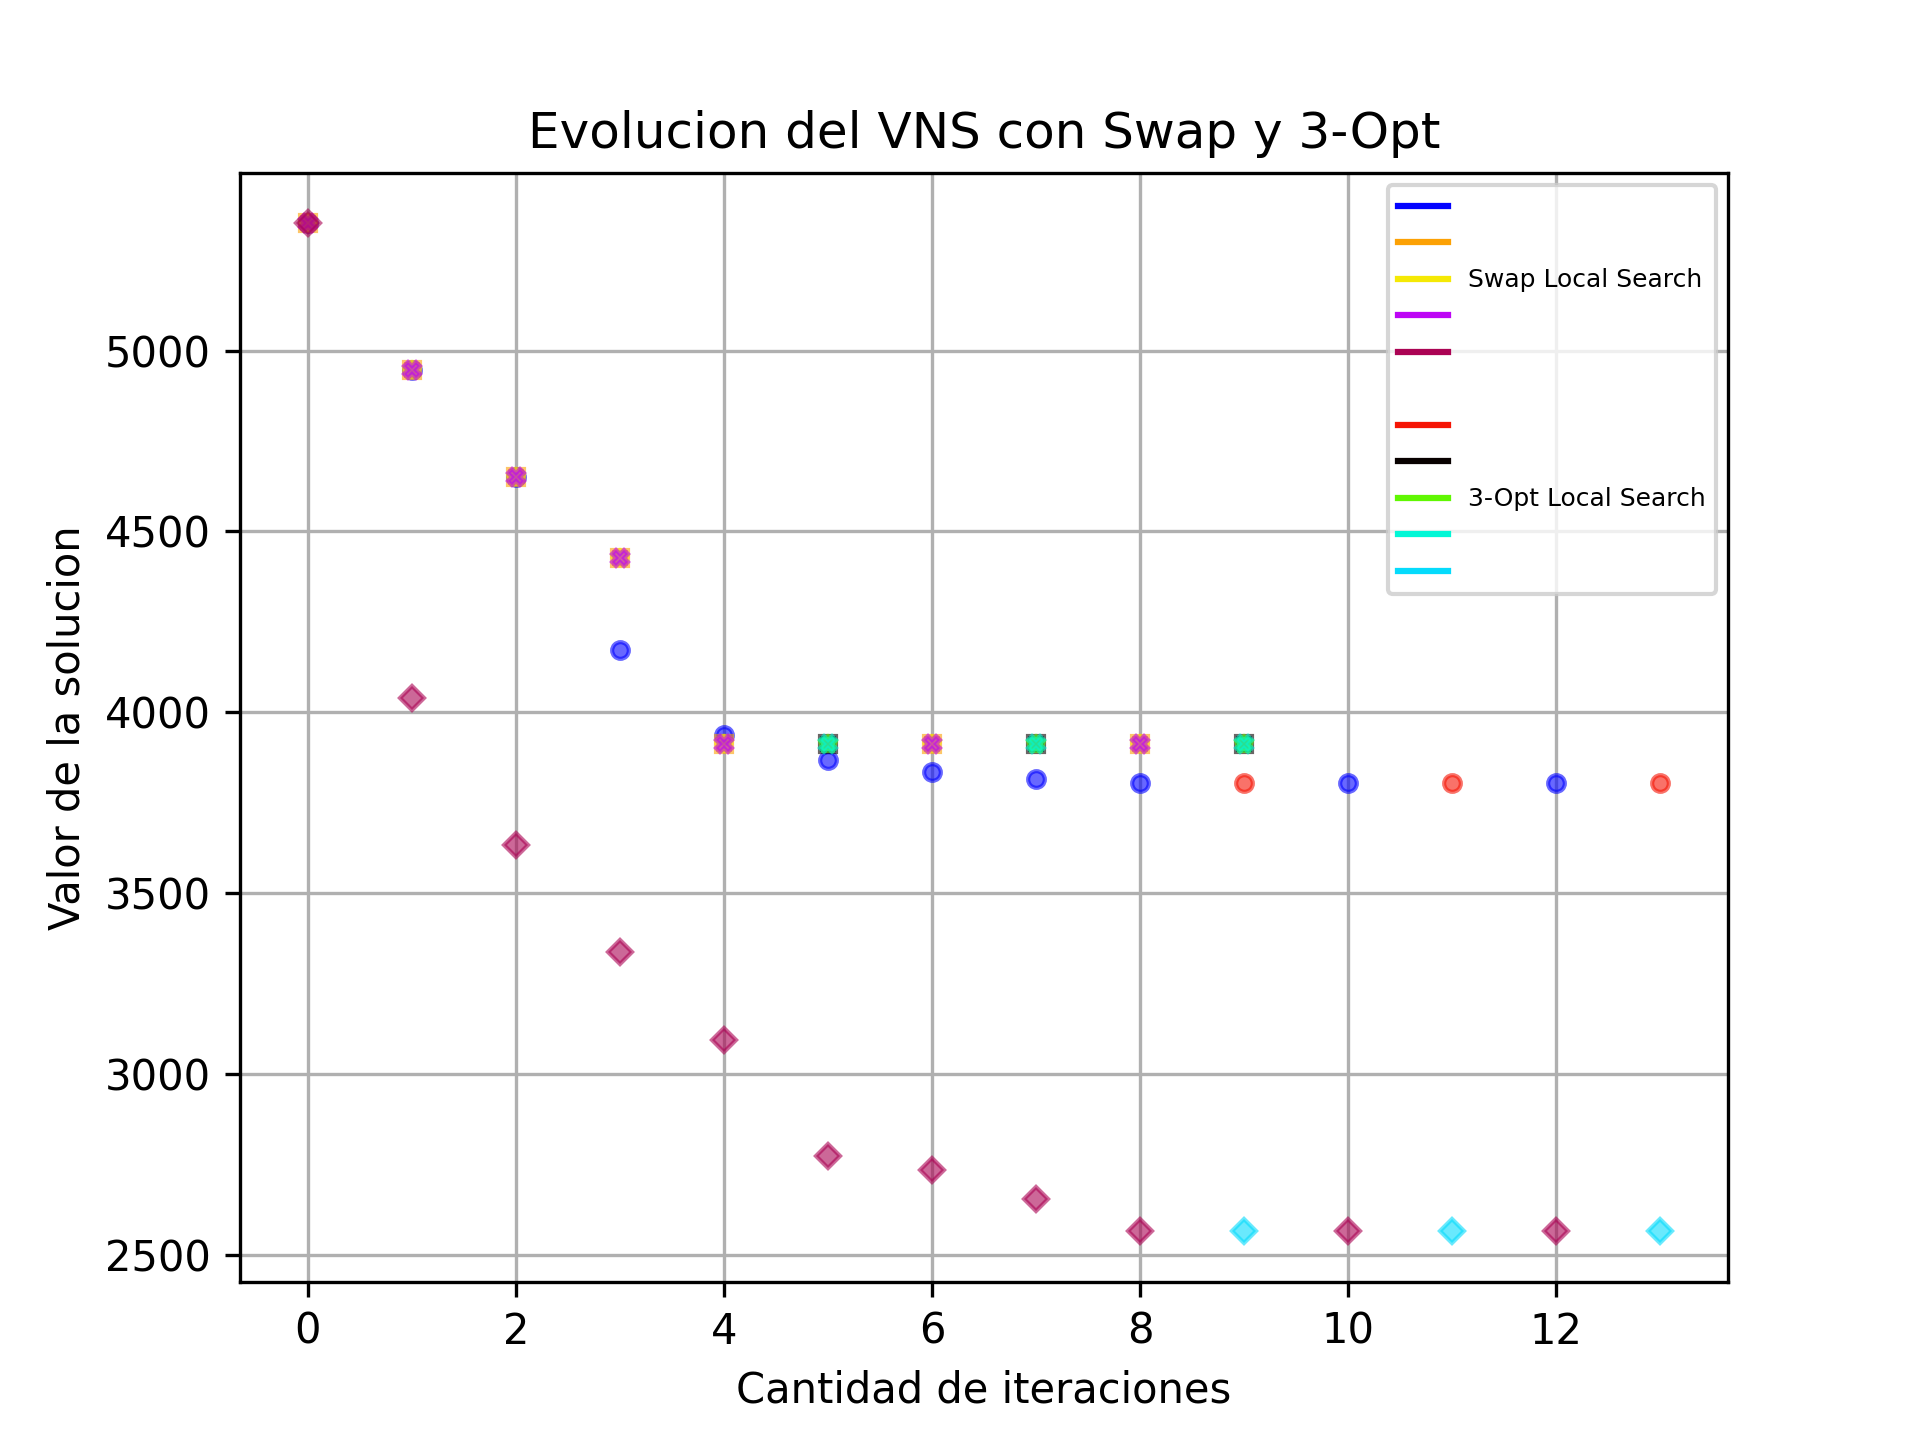 Evolucion del VNS con Swap y 3-Opt
Swap Local Search
3-Opt Local Search
Valor de la solucion
5000
4500
4000
3500
3000
2500
0 2 4 6 8 10 12
Cantidad de iteraciones